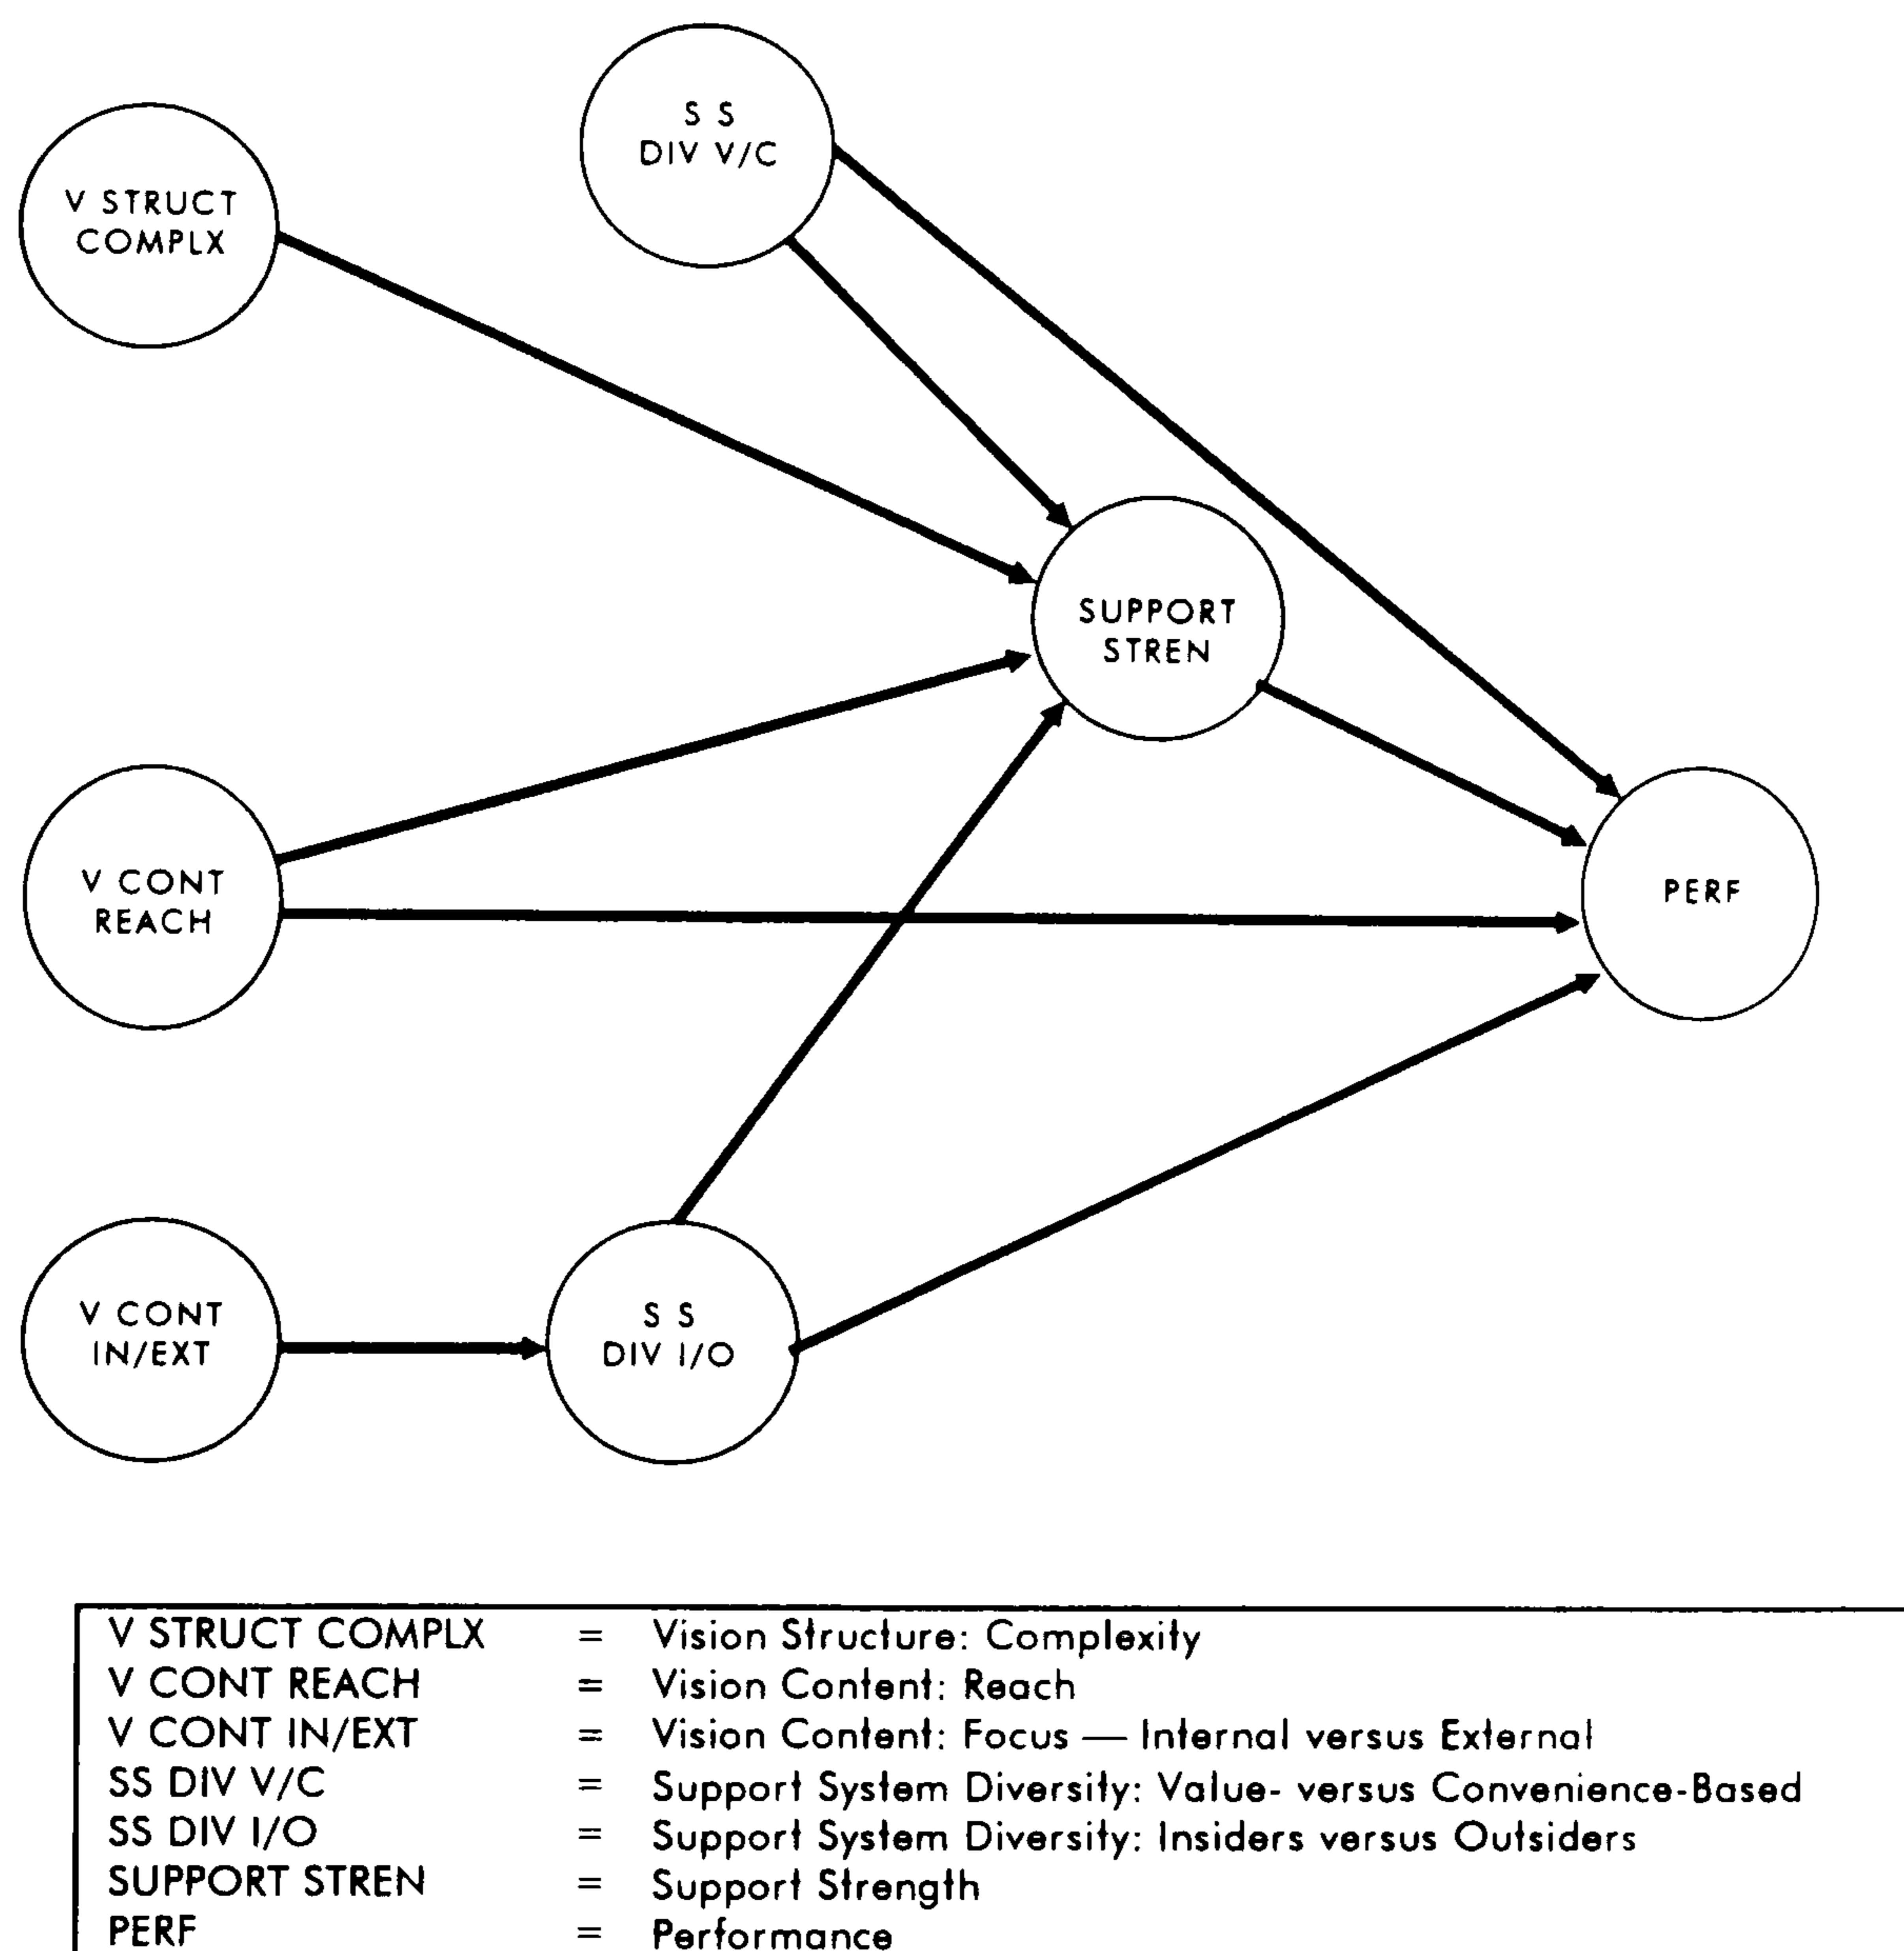 S S
DIV V/C
V STRUCT
COMPLX
SUPPORT
STREN
V CONT
REACH
PERF
V CONT
IN/EXT
S S
DIV I/O
V STRUCT COMPLX = Vision Structure: Complexity
V CONT REACH = Vision Content: Reach
V CONT IN/EXT = Vision Content: Focus — Internal versus External
SS DIV V/C = Support System Diversity: Value- versus Convenience-Based
SS DIV I/O = Support System Diversity: Insiders versus Outsiders
SUPPORT STREN = Support Strength
PERF = Performance